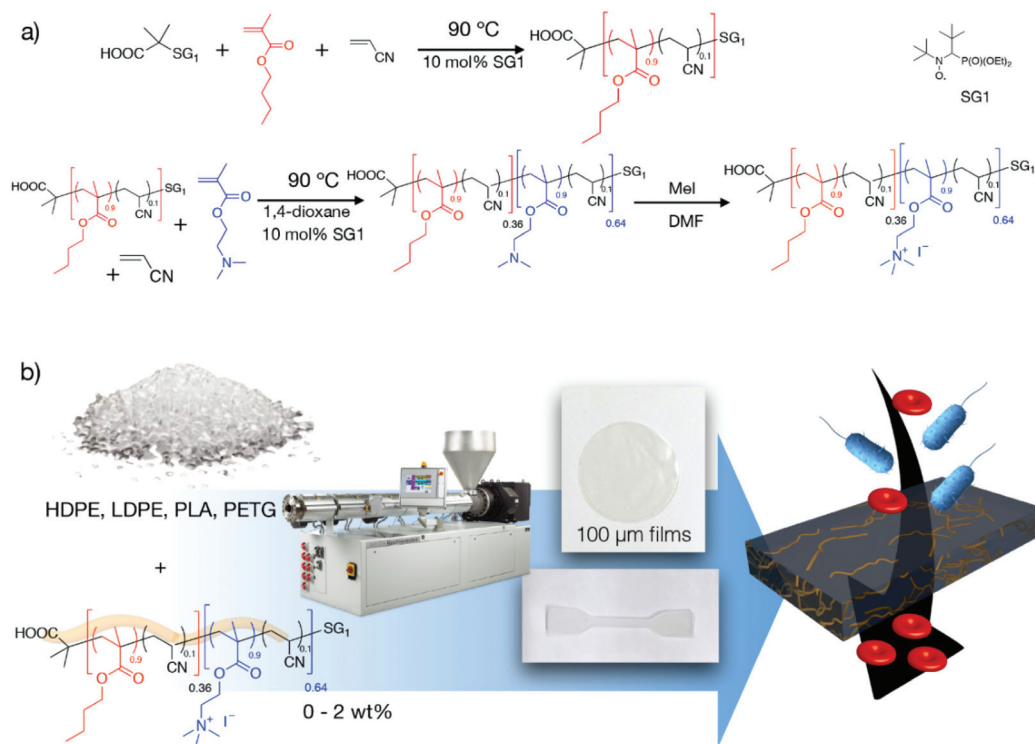 a)
HOOC
SG₁
+
O
O
+
CN
90 ºC
10 mol% SG1
HOOC
SG₁
0.9
0.1
O
O
CN
N
O.
P(O)(OEt)₂
SG1
HOOC
SG₁
0.9
0.1
O
O
CN
+
CN
+
O
O
N
90 ºC
1,4-dioxane
10 mol% SG1
HOOC
SG₁
0.9
0.1
0.9
0.1
O
O
CN
0.36
O
O
CN
0.64
N
MeI
DMF
HOOC
SG₁
0.9
0.1
0.9
0.1
O
O
CN
0.36
O
O
CN
0.64
N⁺ I⁻
b)
HDPE, LDPE, PLA, PETG
+
HOOC
SG₁
0.9
0.1
0.9
0.1
O
O
CN
0.36
O
O
CN
0.64
N⁺ I⁻
0 - 2 wt%
100 µm films